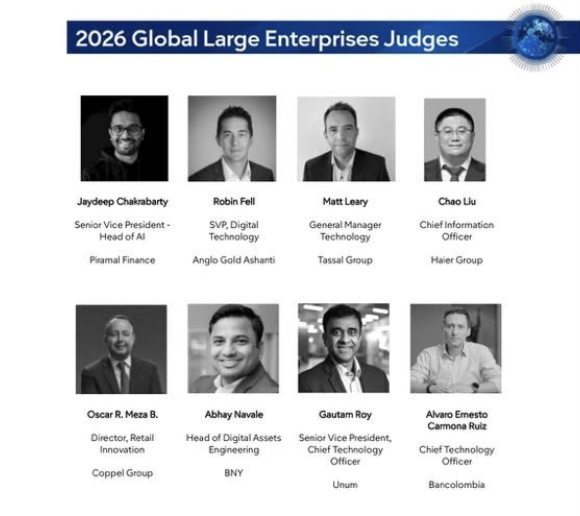 2026 Global Large Enterprises Judges
Jaydeep Chakrabarty
Senior Vice President -
Head of AI
Piramal Finance
Robin Fell
SVP, Digital
Technology
Anglo Gold Ashanti
Matt Leary
General Manager
Technology
Tassal Group
Chao Liu
Chief Information
Officer
Haier Group
Oscar R. Meza B.
Director, Retail
Innovation
Coppel Group
Abhay Navale
Head of Digital Assets
Engineering
BNY
Gautam Roy
Senior Vice President,
Chief Technology
Officer
Unum
Alvaro Ernesto
Carmona Ruiz
Chief Technology
Officer
Bancolombia